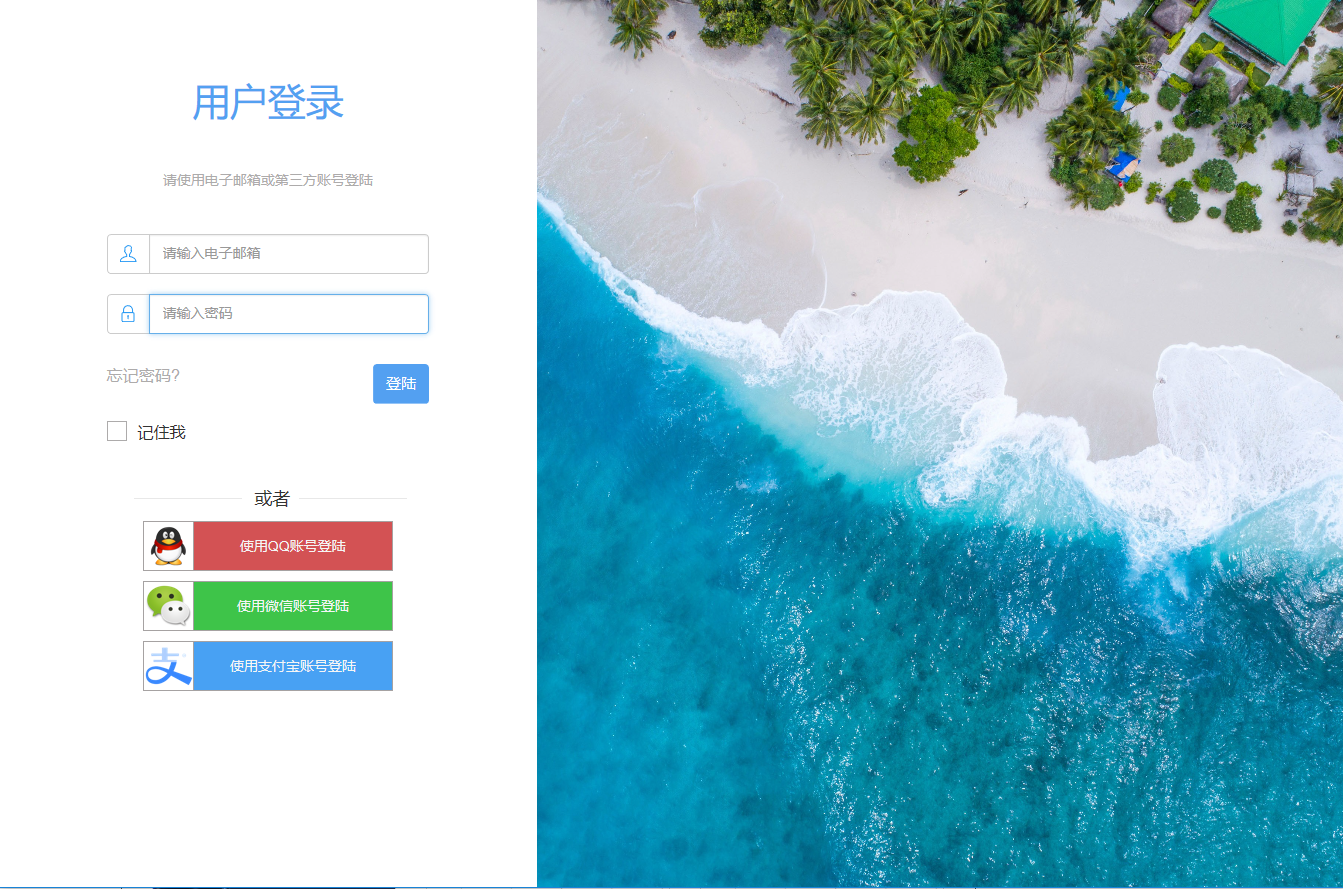 用户登录
请使用电子邮箱或第三方账号登陆
请输入电子邮箱
请输入密码
忘记密码?
登陆
记住我
或者
使用QQ账号登陆
使用微信账号登陆
支
使用支付宝账号登陆